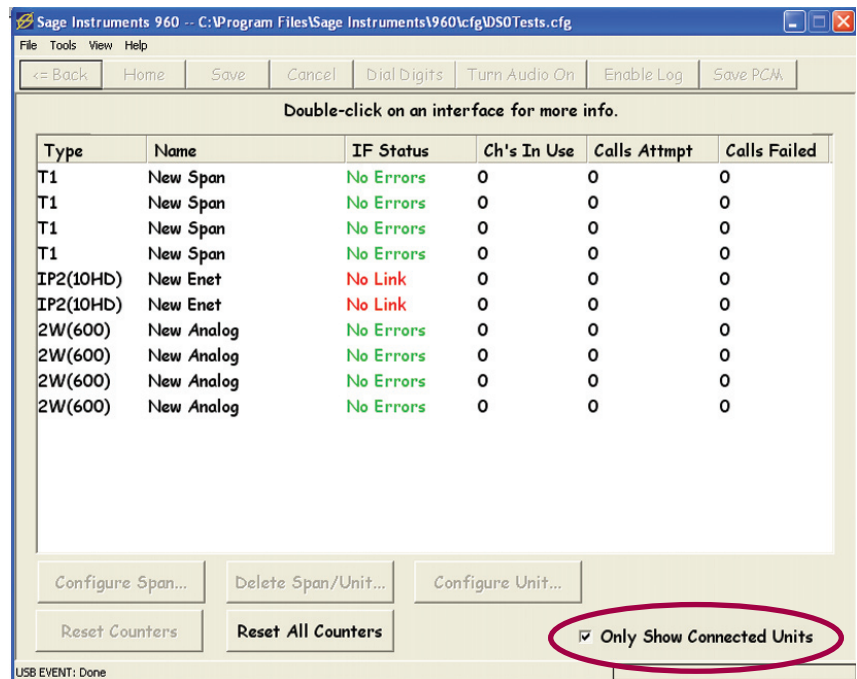 Sage Instruments 960 -- C:\Program Files\Sage Instruments\960\cfg\DS0Tests.cfg
File Tools View Help
<= Back Home Save Cancel Dial Digits Turn Audio On Enable Log Save PCM
Double-click on an interface for more info.
Type Name IF Status Ch's In Use Calls Attmpt Calls Failed
T1 New Span No Errors 0 0 0
T1 New Span No Errors 0 0 0
T1 New Span No Errors 0 0 0
T1 New Span No Errors 0 0 0
IP2(10HD) New Enet No Link 0 0 0
IP2(10HD) New Enet No Link 0 0 0
2W(600) New Analog No Errors 0 0 0
2W(600) New Analog No Errors 0 0 0
2W(600) New Analog No Errors 0 0 0
2W(600) New Analog No Errors 0 0 0
Configure Span... Delete Span/Unit... Configure Unit...
Reset Counters Reset All Counters Only Show Connected Units
USB EVENT: Done